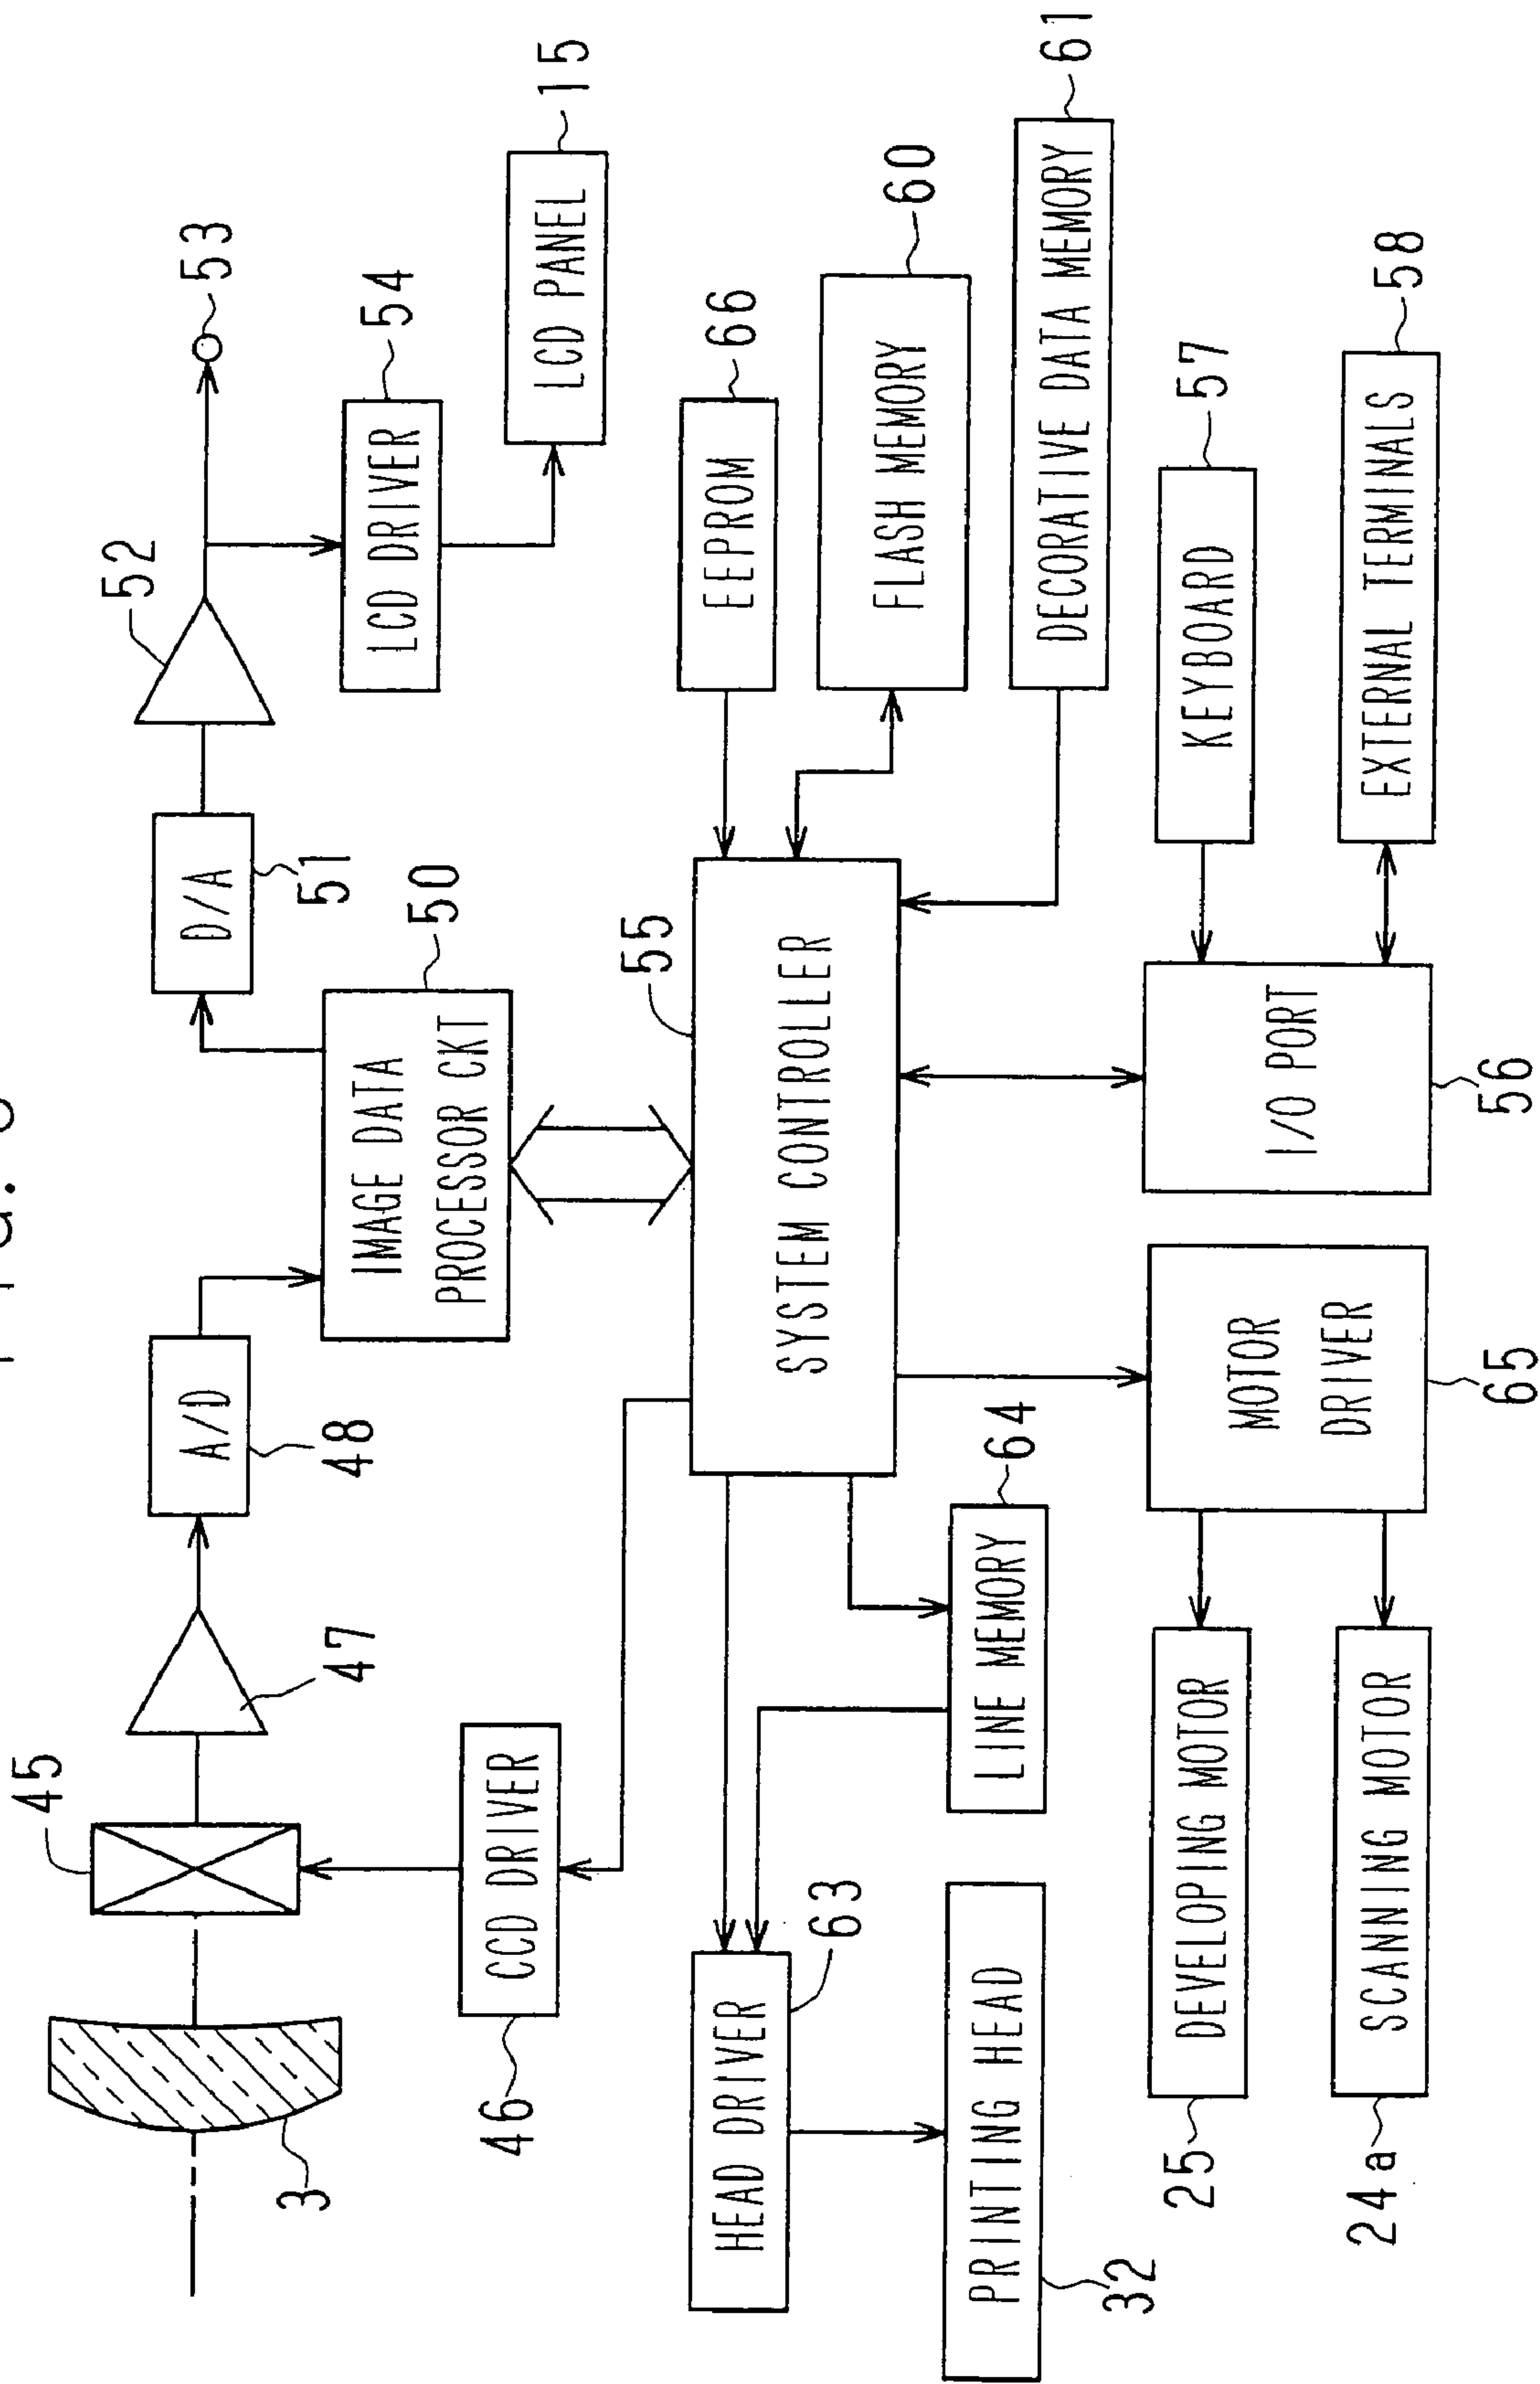 3
45
47
A/D
48
IMAGE DATA
PROCESSOR CKT
50
D/A
51
52
53
LCD DRIVER
54
LCD PANEL
15
CCD DRIVER
46
SYSTEM CONTROLLER
55
EEPROM
66
FLASH MEMORY
60
DECORATIVE DATA MEMORY
61
HEAD DRIVER
63
LINE MEMORY
64
PRINTING HEAD
32
MOTOR
DRIVER
65
I/O PORT
56
KEYBOARD
57
EXTERNAL TERMINALS
58
DEVELOPING MOTOR
25
SCANNING MOTOR
24a